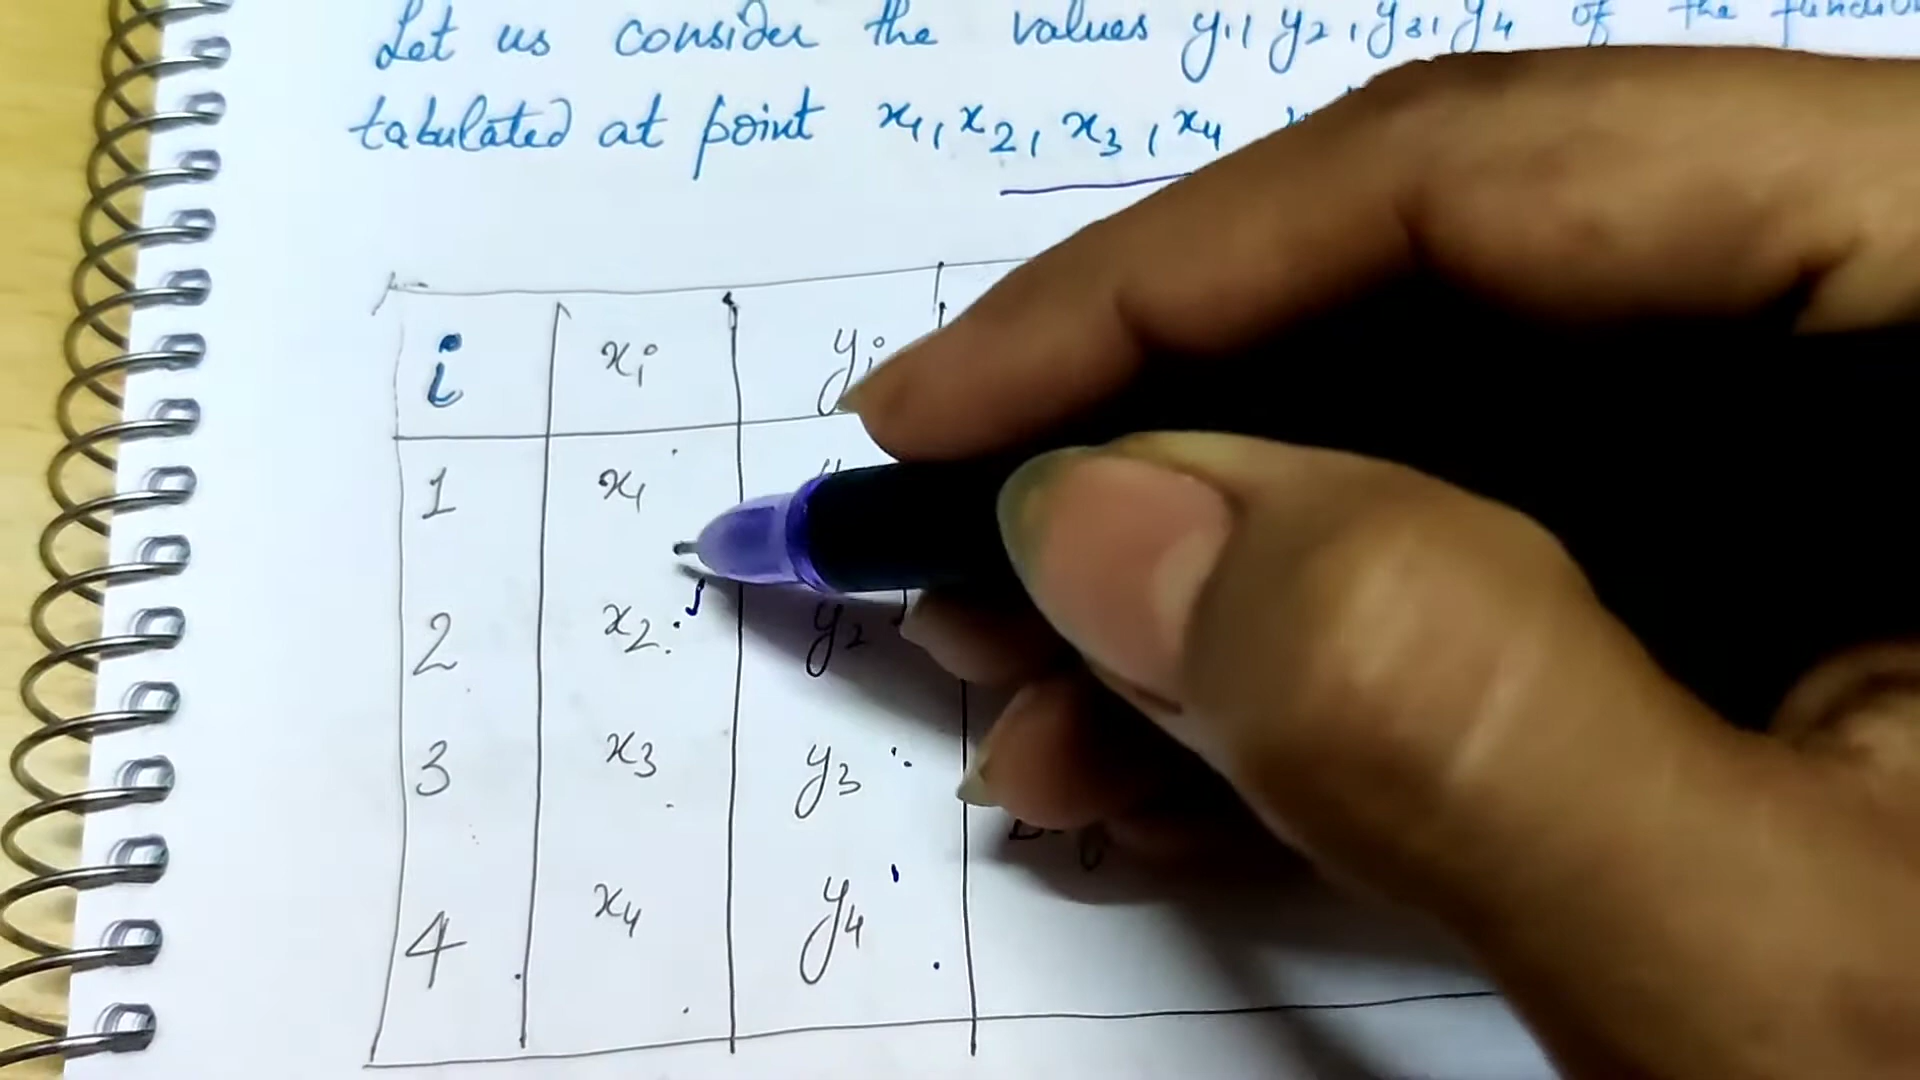 Let us consider the values y1, y2, y3, y4 of the
tabulated at point x1, x2, x3, x4
i xi yi
1 x1
2 x2 y2
3 x3 y3
4 x4 y4